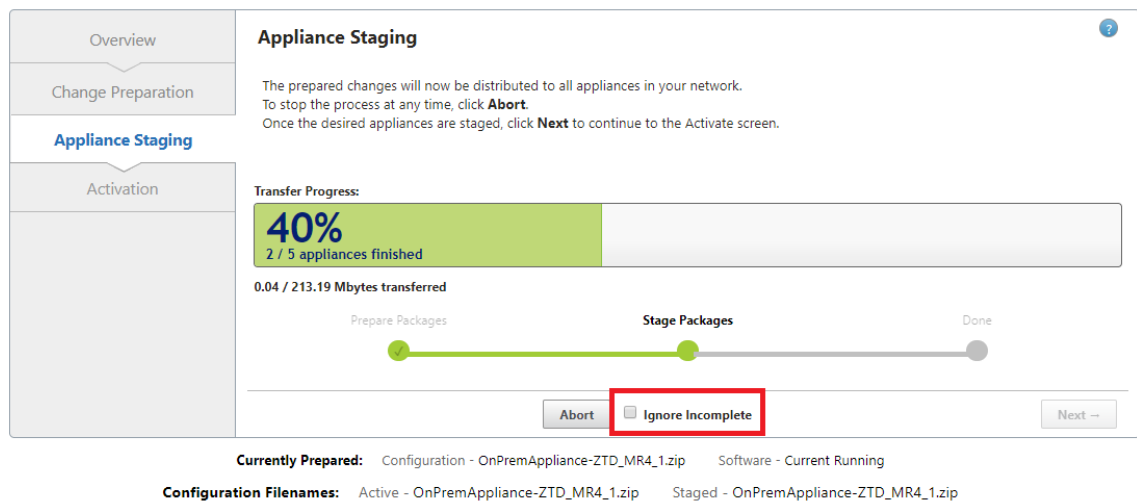 Overview
Change Preparation
Appliance Staging
Activation
Appliance Staging
?
The prepared changes will now be distributed to all appliances in your network.
To stop the process at any time, click Abort.
Once the desired appliances are staged, click Next to continue to the Activate screen.
Transfer Progress:
40%
2 / 5 appliances finished
0.04 / 213.19 Mbytes transferred
Prepare Packages Stage Packages Done
Abort Ignore Incomplete Next →
Currently Prepared: Configuration - OnPremAppliance-ZTD_MR4_1.zip Software - Current Running
Configuration Filenames: Active - OnPremAppliance-ZTD_MR4_1.zip Staged - OnPremAppliance-ZTD_MR4_1.zip